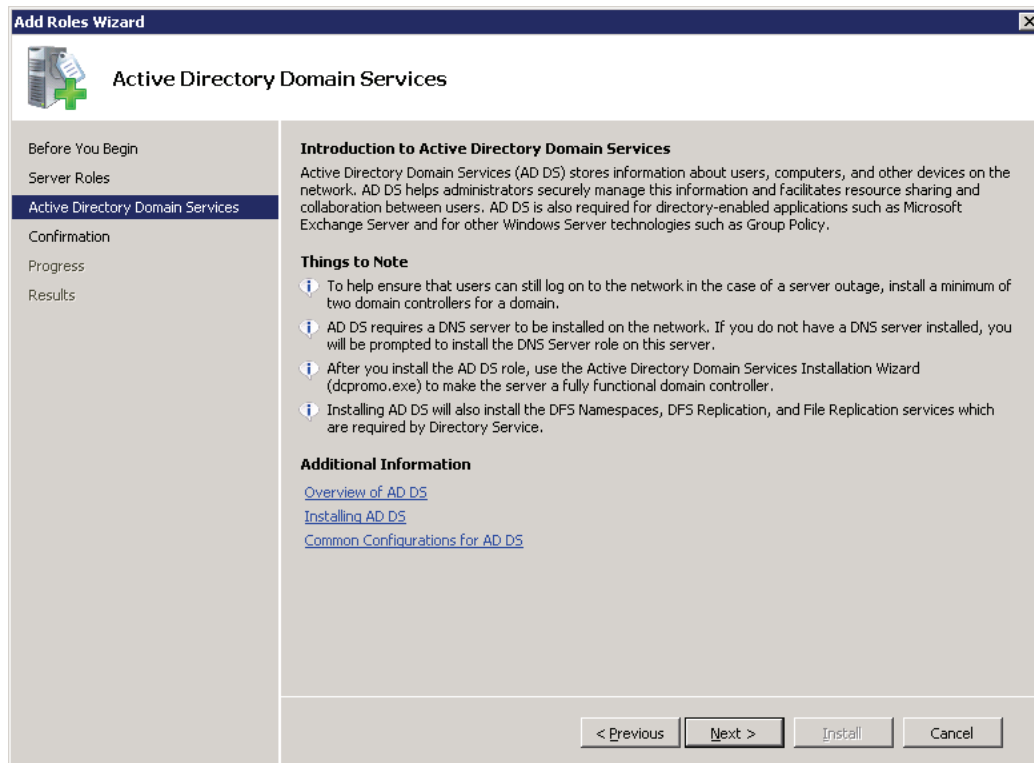 Add Roles Wizard
Active Directory Domain Services
Before You Begin
Server Roles
Active Directory Domain Services
Confirmation
Progress
Results
Introduction to Active Directory Domain Services
Active Directory Domain Services (AD DS) stores information about users, computers, and other devices on the
network. AD DS helps administrators securely manage this information and facilitates resource sharing and
collaboration between users. AD DS is also required for directory-enabled applications such as Microsoft
Exchange Server and for other Windows Server technologies such as Group Policy.
Things to Note
To help ensure that users can still log on to the network in the case of a server outage, install a minimum of
two domain controllers for a domain.
AD DS requires a DNS server to be installed on the network. If you do not have a DNS server installed, you
will be prompted to install the DNS Server role on this server.
After you install the AD DS role, use the Active Directory Domain Services Installation Wizard
(dcpromo.exe) to make the server a fully functional domain controller.
Installing AD DS will also install the DFS Namespaces, DFS Replication, and File Replication services which
are required by Directory Service.
Additional Information
Overview of AD DS
Installing AD DS
Common Configurations for AD DS
< Previous
Next >
Install
Cancel